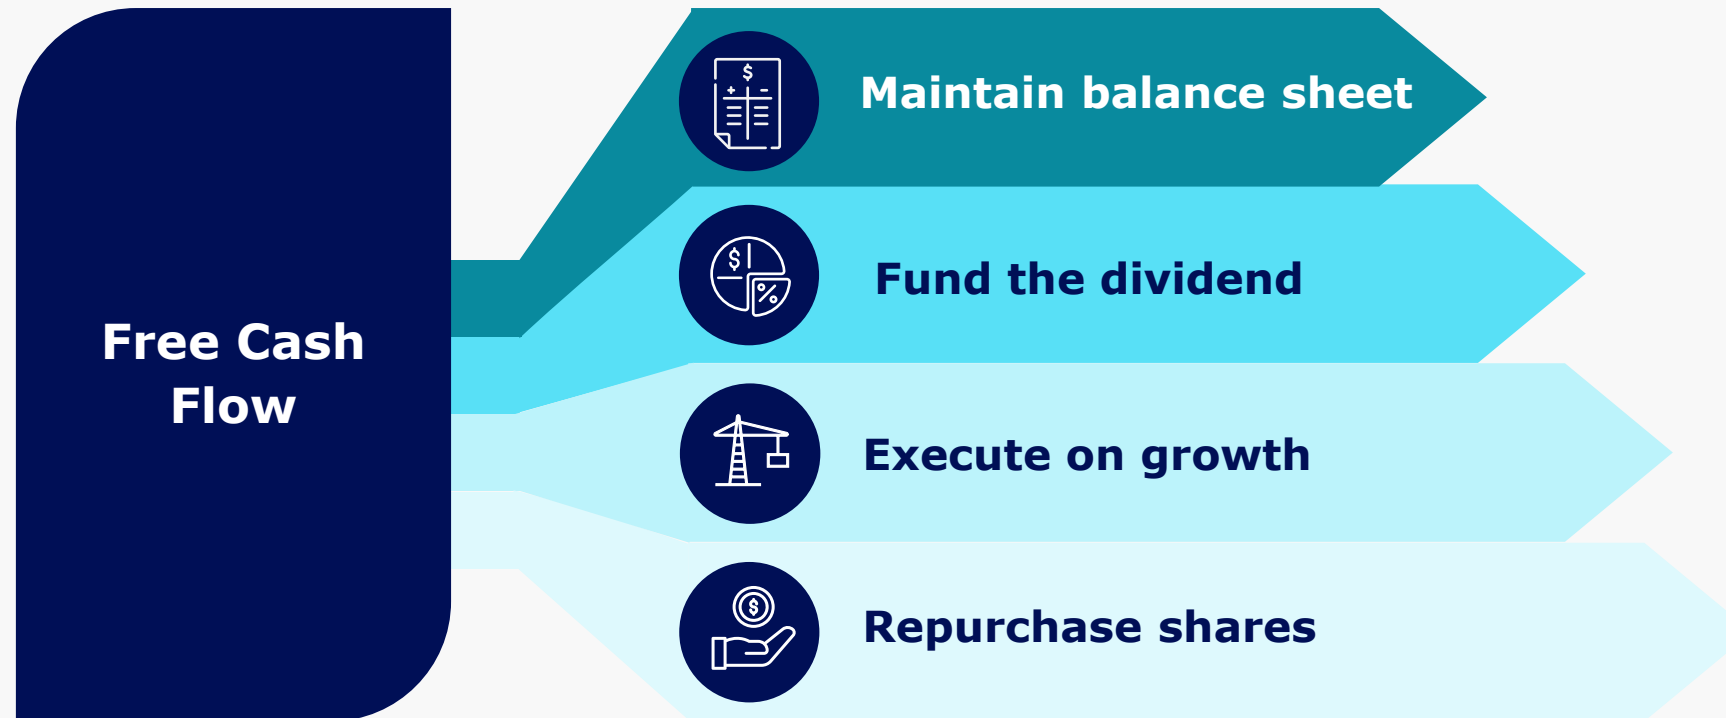 Free Cash
Flow
$
Maintain balance sheet
$
%
Fund the dividend
Execute on growth
$
Repurchase shares